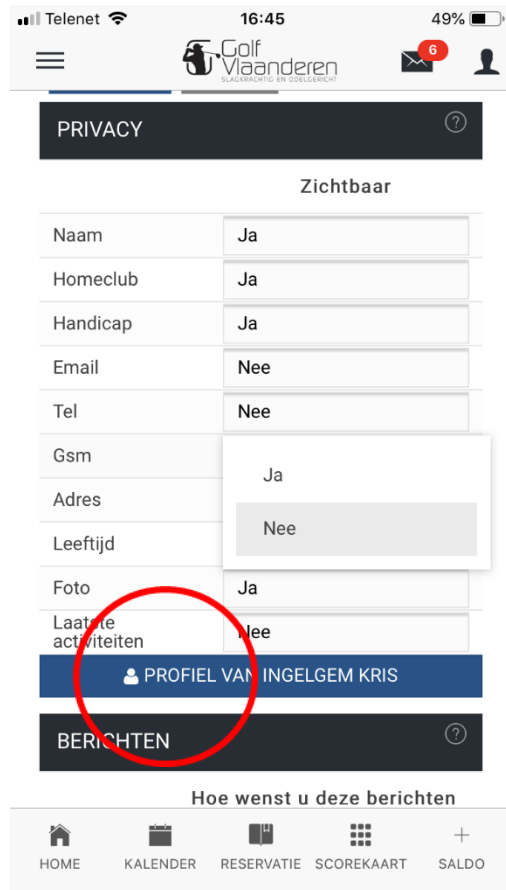 Telenet 16:45 49%
Golf
Vlaanderen
SLAGKRACHTIG EN DOELGERICHT
6
PRIVACY ?
Zichtbaar
Naam Ja
Homeclub Ja
Handicap Ja
Email Nee
Tel Nee
Gsm
Ja
Adres
Nee
Leeftijd
Foto Ja
Laatste
activiteiten Nee
PROFIEL VAN INGELGEM KRIS
BERICHTEN ?
Hoe wenst u deze berichten
HOME KALENDER RESERVATIE SCOREKAART SALDO